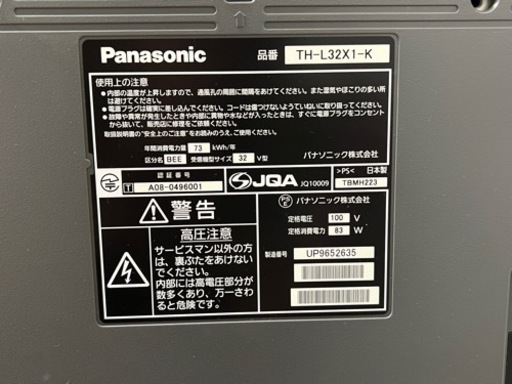 Panasonic
品番 TH-L32X1-K
使用上の注意
●内部の温度が上昇しますので、通風孔の周囲に間隔をあけてください。また湿気やほこりの多い所
は避けてください。
●電源プラグは確実に差し込んでください。コードは傷つけないようていねいに扱ってください。
●故障や異常が発生したときや内部に異物や水などが入ったときは、すぐに電源プラグをコンセント
から抜いて、販売店に修理をご依頼ください。
取扱説明書の"安全上のご注意"をお読みのうえ、ご使用ください。
年間消費電力量 73 kWh/年
区分名 BEE 受信機型サイズ 32 V型
パナソニック株式会社
認証番号
T A08-0496001
JQA JQ10009
>PS< 日本製
TBMH223
警告
高圧注意
サービスマン以外の方
は、裏ぶたをあけないで
ください。
内部には高電圧部分が
数多くあり、万一さわ
ると危険です。
PS
E パナソニック株式会社
定格電圧 100 V
定格消費電力 83 W
製造番号 UP9652635